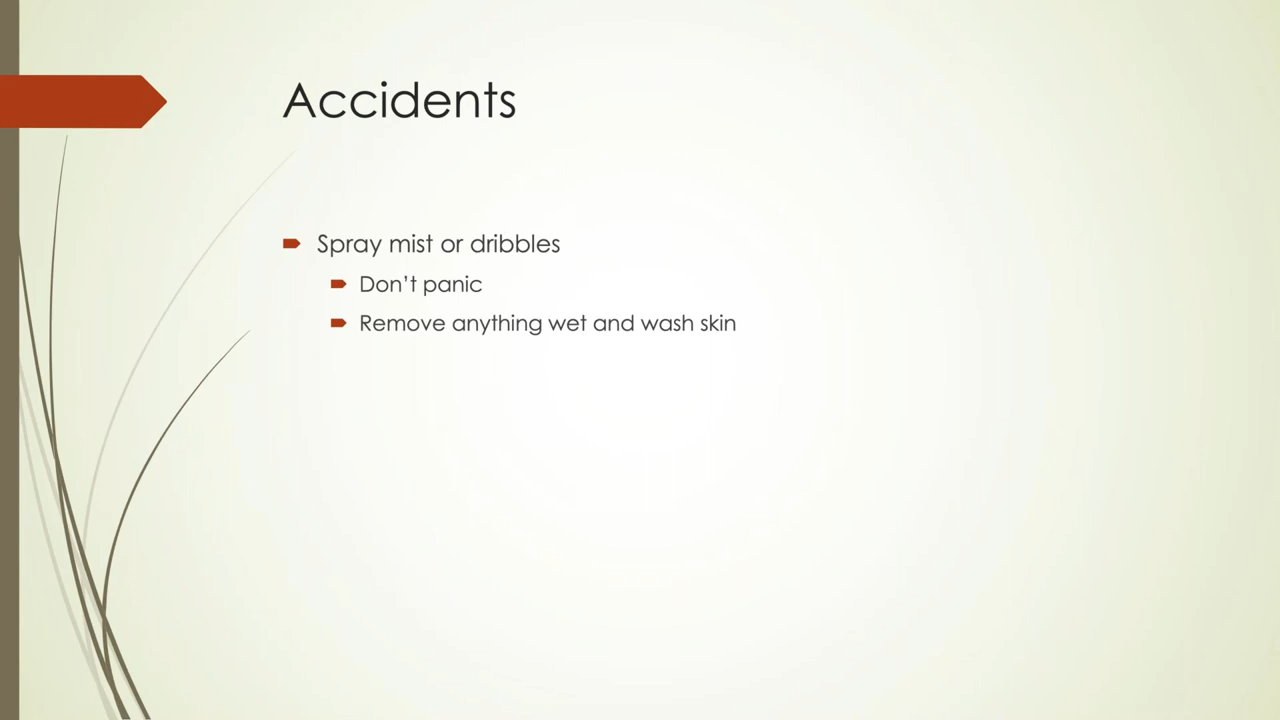 Accidents
Spray mist or dribbles
Don’t panic
Remove anything wet and wash skin